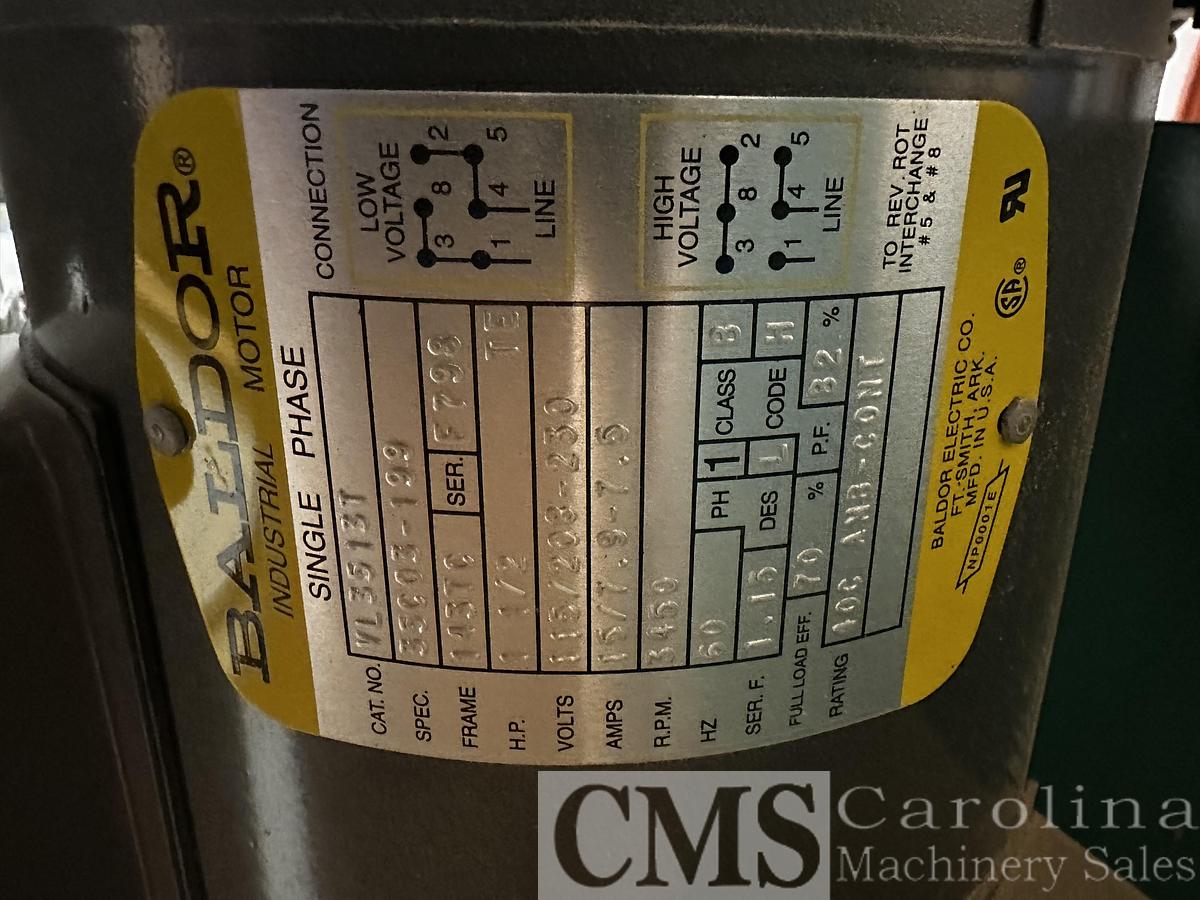 BALDOR®
INDUSTRIAL MOTOR
SINGLE PHASE
CAT. NO. VL3513T
SPEC. 35C03-199
FRAME 143TC SER. F798
H.P. 1 1/2 TE
VOLTS 115/208-230
AMPS 15/7.9-7.5
R.P.M. 3450
HZ 60 PH 1 CLASS B
SER. F. 1.15 DES L CODE H
FULL LOAD EFF. 70 % P.F. 82 %
RATING 40C AMB-CONT
CONNECTION
LOW
VOLTAGE
3 8 2
1 4 5
LINE
HIGH
VOLTAGE
3 8 2
1 4 5
LINE
TO REV. ROT
INTERCHANGE
#5 & #8
BALDOR ELECTRIC CO.
FT. SMITH, ARK.
MFD. IN U.S.A.
NP0001E
SA®
CMS Carolina
Machinery Sales